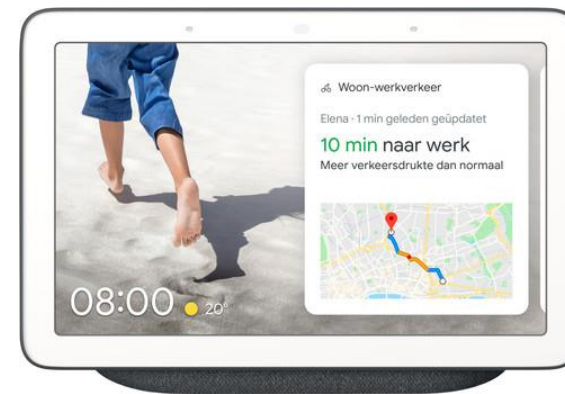 Woon-werkverkeer
Elena · 1 min geleden geüpdatet
10 min naar werk
Meer verkeersdrukte dan normaal
08:00 20°